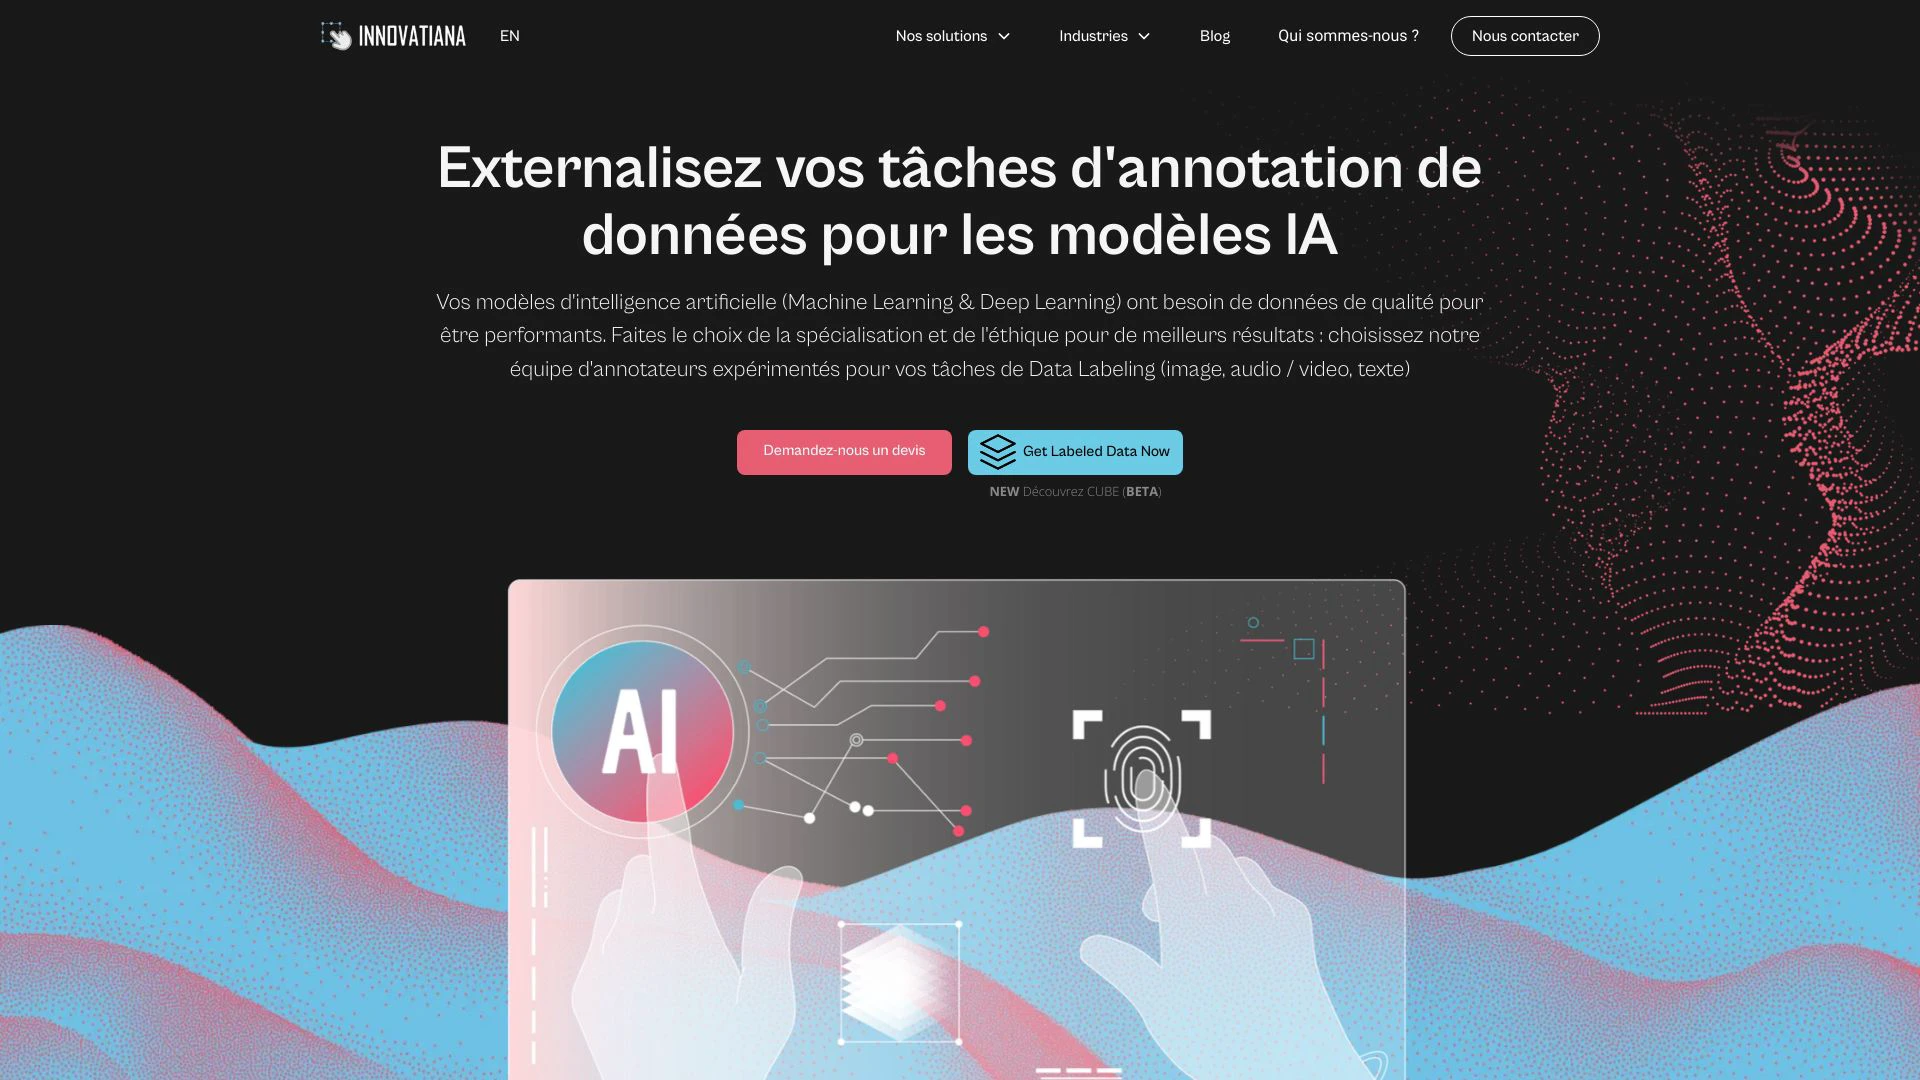 INNOVATIANA
EN
Nos solutions
Industries
Blog
Qui sommes-nous ?
Nous contacter
Externalisez vos tâches d'annotation de
données pour les modèles IA
Vos modèles d'intelligence artificielle (Machine Learning & Deep Learning) ont besoin de données de qualité pour
être performants. Faites le choix de la spécialisation et de l'éthique pour de meilleurs résultats : choisissez notre
équipe d'annotateurs expérimentés pour vos tâches de Data Labeling (image, audio / video, texte)
Demandez-nous un devis
Get Labeled Data Now
NEW Découvrez CUBE (BETA)
AI